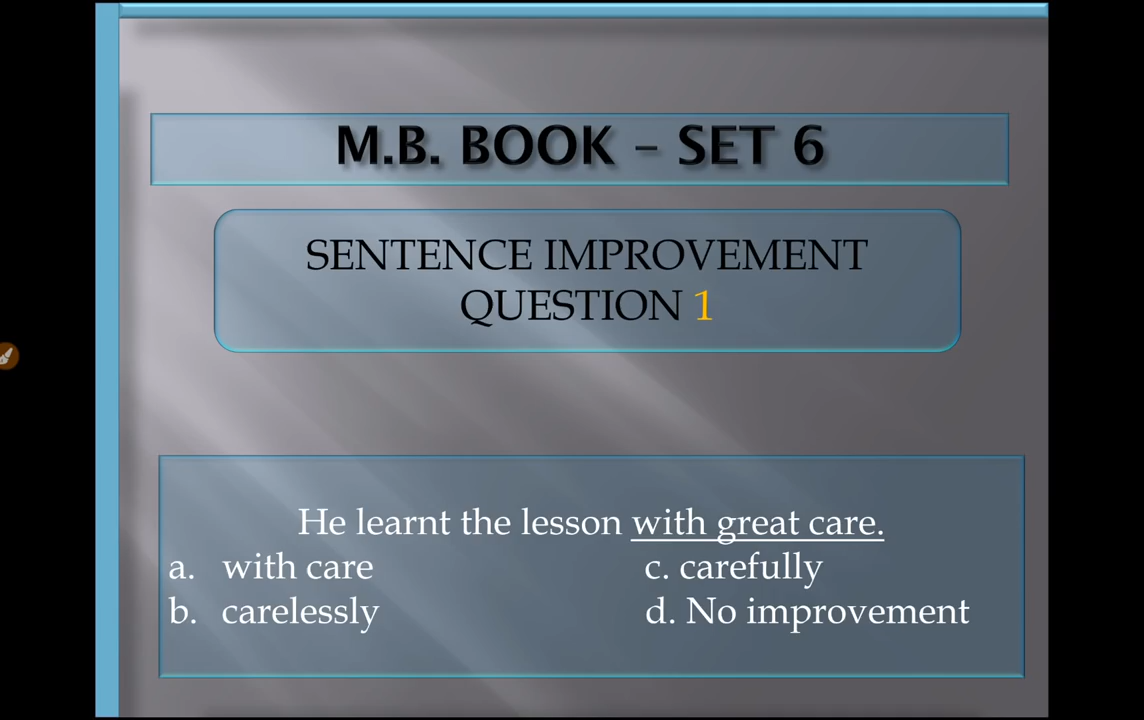 M.B. BOOK – SET 6
SENTENCE IMPROVEMENT
QUESTION 1
He learnt the lesson with great care.
a. with care c. carefully
b. carelessly d. No improvement